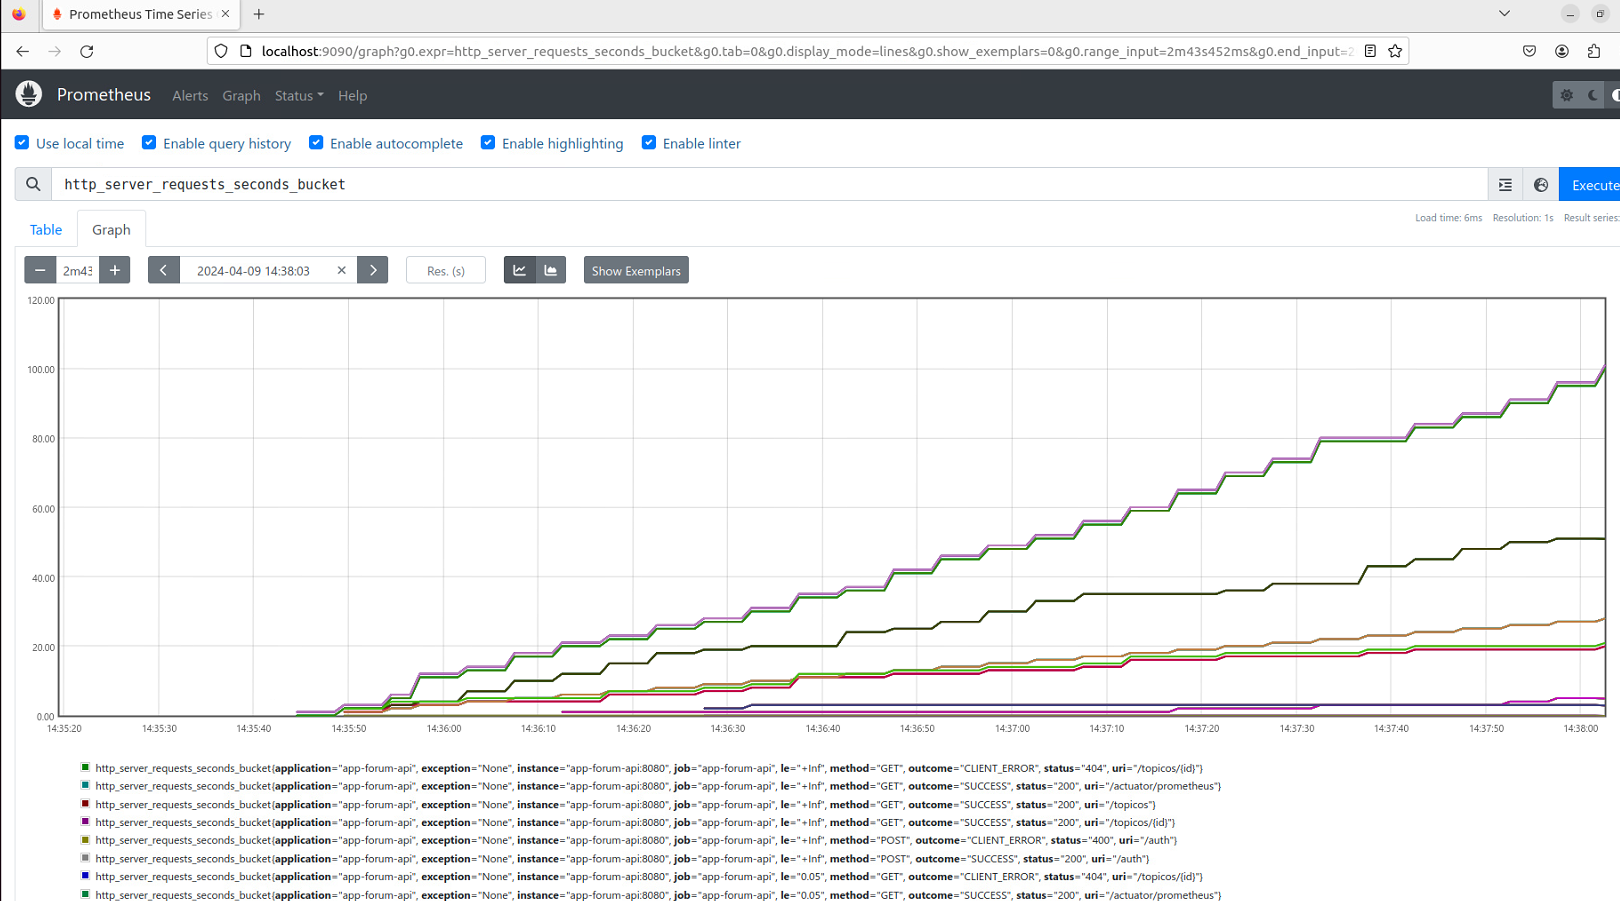 Prometheus Time Series
localhost:9090/graph?g0.expr=http_server_requests_seconds_bucket&g0.tab=0&g0.display_mode=lines&g0.show_exemplars=0&g0.range_input=2m43s452ms&g0.end_input=2
Prometheus Alerts Graph Status Help
Use local time Enable query history Enable autocomplete Enable highlighting Enable linter
http_server_requests_seconds_bucket Execute
Table Graph Load time: 6ms Resolution: 1s Result series:
− 2m43 + 2024-04-09 14:38:03 Res. (s) Show Exemplars
120.00
100.00
80.00
60.00
40.00
20.00
0.00
14:35:20 14:35:30 14:35:40 14:35:50 14:36:00 14:36:10 14:36:20 14:36:30 14:36:40 14:36:50 14:37:00 14:37:10 14:37:20 14:37:30 14:37:40 14:37:50 14:38:00
http_server_requests_seconds_bucket{application="app-forum-api", exception="None", instance="app-forum-api:8080", job="app-forum-api", le="+Inf", method="GET", outcome="CLIENT_ERROR", status="404", uri="/topicos/{id}"}
http_server_requests_seconds_bucket{application="app-forum-api", exception="None", instance="app-forum-api:8080", job="app-forum-api", le="+Inf", method="GET", outcome="SUCCESS", status="200", uri="/actuator/prometheus"}
http_server_requests_seconds_bucket{application="app-forum-api", exception="None", instance="app-forum-api:8080", job="app-forum-api", le="+Inf", method="GET", outcome="SUCCESS", status="200", uri="/topicos"}
http_server_requests_seconds_bucket{application="app-forum-api", exception="None", instance="app-forum-api:8080", job="app-forum-api", le="+Inf", method="GET", outcome="SUCCESS", status="200", uri="/topicos/{id}"}
http_server_requests_seconds_bucket{application="app-forum-api", exception="None", instance="app-forum-api:8080", job="app-forum-api", le="+Inf", method="POST", outcome="CLIENT_ERROR", status="400", uri="/auth"}
http_server_requests_seconds_bucket{application="app-forum-api", exception="None", instance="app-forum-api:8080", job="app-forum-api", le="+Inf", method="POST", outcome="SUCCESS", status="200", uri="/auth"}
http_server_requests_seconds_bucket{application="app-forum-api", exception="None", instance="app-forum-api:8080", job="app-forum-api", le="0.05", method="GET", outcome="CLIENT_ERROR", status="404", uri="/topicos/{id}"}
http_server_requests_seconds_bucket{application="app-forum-api", exception="None", instance="app-forum-api:8080", job="app-forum-api", le="0.05", method="GET", outcome="SUCCESS", status="200", uri="/actuator/prometheus"}